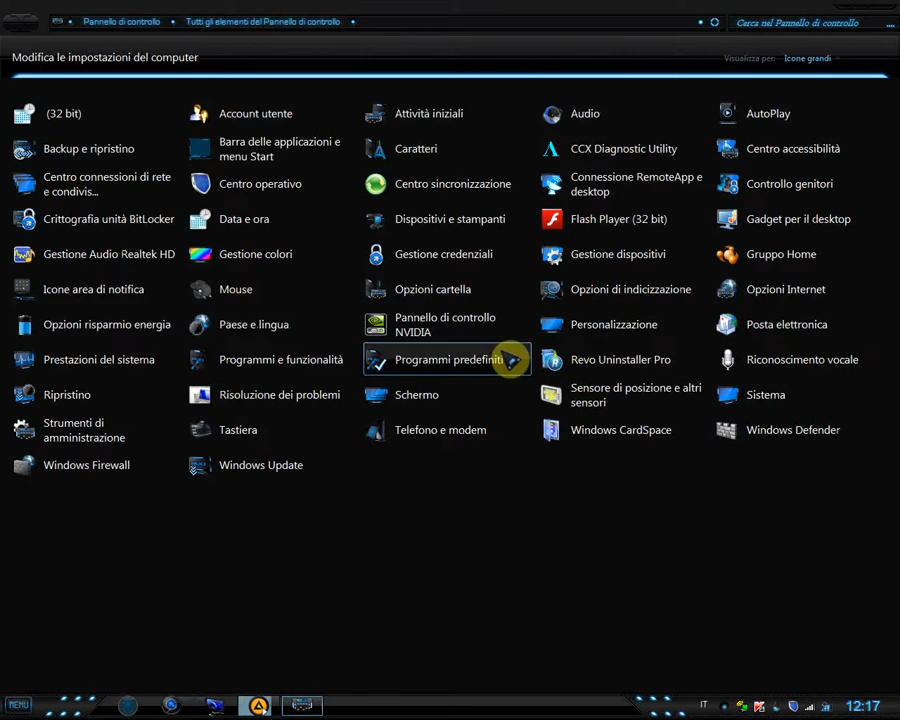 Pannello di controllo • Tutti gli elementi del Pannello di controllo •
Cerca nel Pannello di controllo
Modifica le impostazioni del computer
Visualizza per: Icone grandi
(32 bit)
Account utente
Attività iniziali
Audio
AutoPlay
Backup e ripristino
Barra delle applicazioni e
menu Start
Caratteri
CCX Diagnostic Utility
Centro accessibilità
Centro connessioni di rete
e condivis...
Centro operativo
Centro sincronizzazione
Connessione RemoteApp e
desktop
Controllo genitori
Crittografia unità BitLocker
Data e ora
Dispositivi e stampanti
Flash Player (32 bit)
Gadget per il desktop
Gestione Audio Realtek HD
Gestione colori
Gestione credenziali
Gestione dispositivi
Gruppo Home
Icone area di notifica
Mouse
Opzioni cartella
Opzioni di indicizzazione
Opzioni Internet
Opzioni risparmio energia
Paese e lingua
Pannello di controllo
NVIDIA
Personalizzazione
Posta elettronica
Prestazioni del sistema
Programmi e funzionalità
Programmi predefiniti
Revo Uninstaller Pro
Riconoscimento vocale
Ripristino
Risoluzione dei problemi
Schermo
Sensore di posizione e altri
sensori
Sistema
Strumenti di
amministrazione
Tastiera
Telefono e modem
Windows CardSpace
Windows Defender
Windows Firewall
Windows Update
MENU
IT
12:17